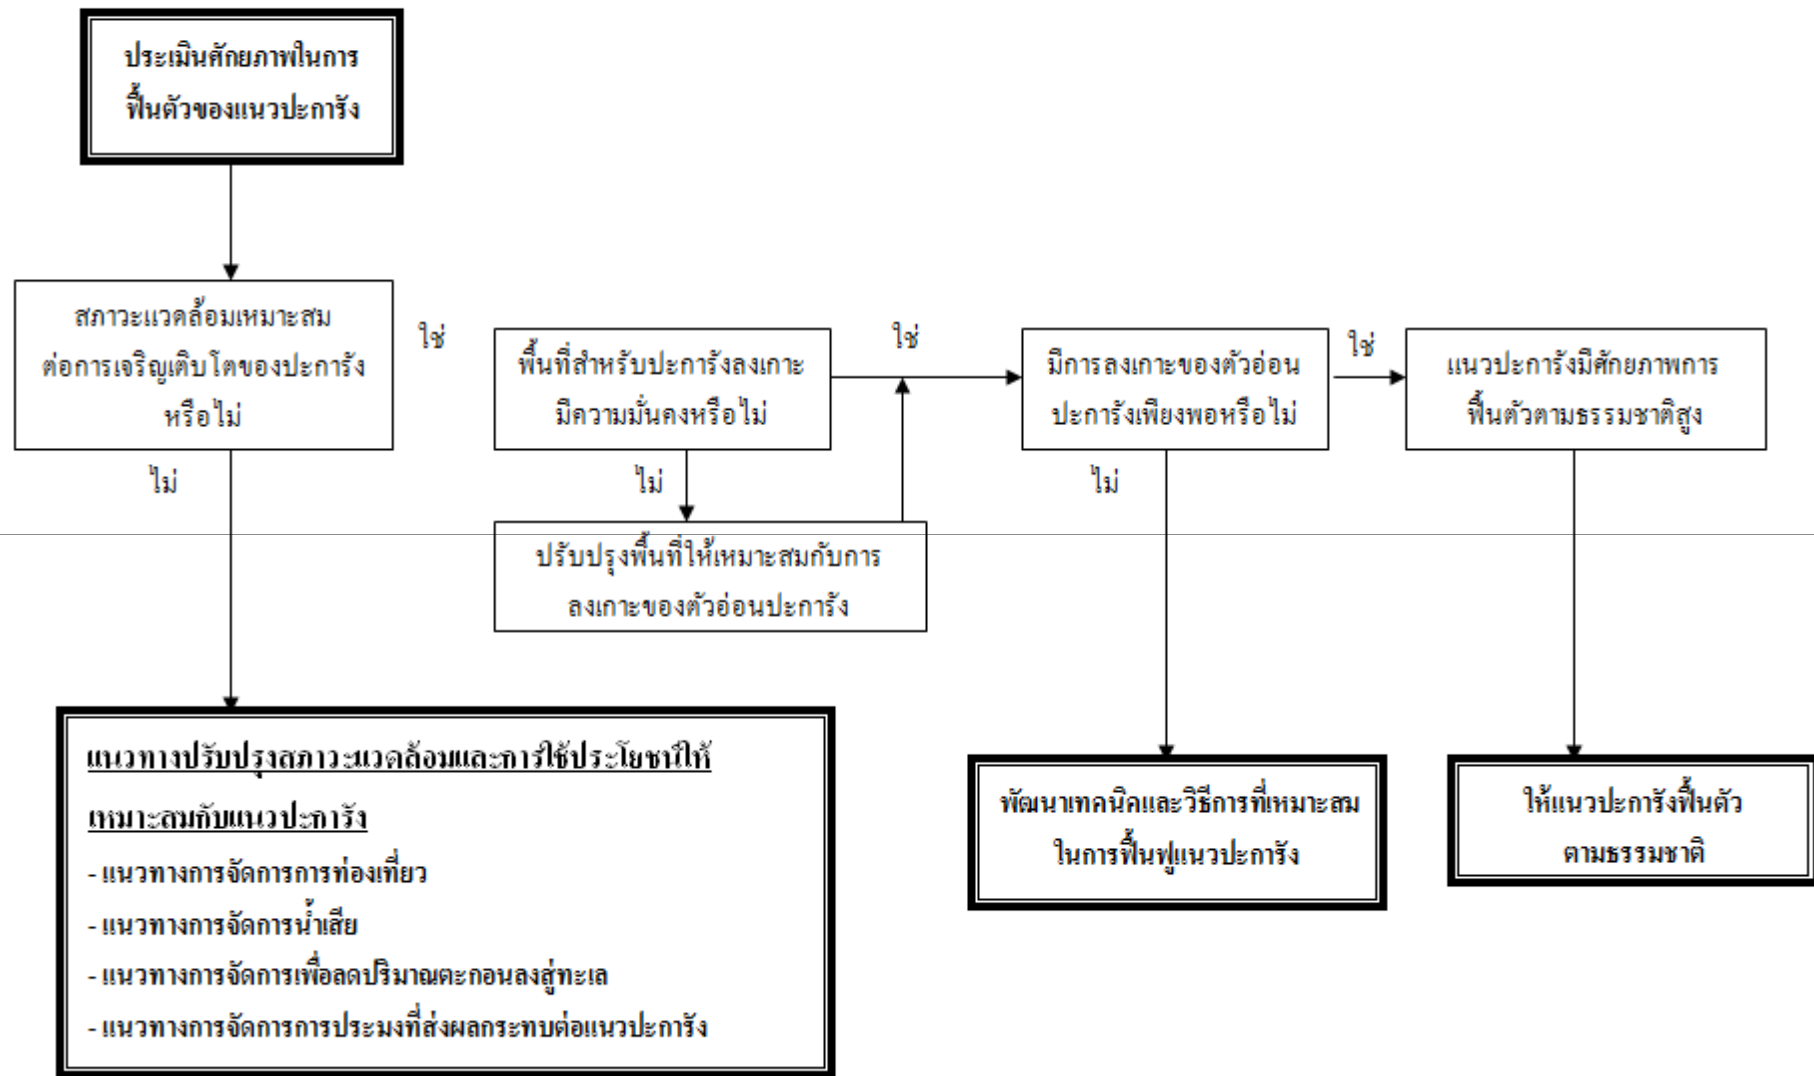 ประเมินศักยภาพในการ
ฟื้นตัวของแนวปะการัง
สภาวะแวดล้อมเหมาะสม
ต่อการเจริญเติบโตของปะการัง
หรือไม่
ใช่
ไม่
พื้นที่สำหรับปะการังลงเกาะ
มีความมั่นคงหรือไม่
ใช่
ไม่
ปรับปรุงพื้นที่ให้เหมาะสมกับการ
ลงเกาะของตัวอ่อนปะการัง
มีการลงเกาะของตัวอ่อน
ปะการังเพียงพอหรือไม่
ใช่
ไม่
แนวปะการังมีศักยภาพการ
ฟื้นตัวตามธรรมชาติสูง
แนวทางปรับปรุงสภาวะแวดล้อมและการใช้ประโยชน์ให้
เหมาะสมกับแนวปะการัง
- แนวทางการจัดการการท่องเที่ยว
- แนวทางการจัดการน้ำเสีย
- แนวทางการจัดการเพื่อลดปริมาณตะกอนลงสู่ทะเล
- แนวทางการจัดการการประมงที่ส่งผลกระทบต่อแนวปะการัง
พัฒนาเทคนิคและวิธีการที่เหมาะสม
ในการฟื้นฟูแนวปะการัง
ให้แนวปะการังฟื้นตัว
ตามธรรมชาติ